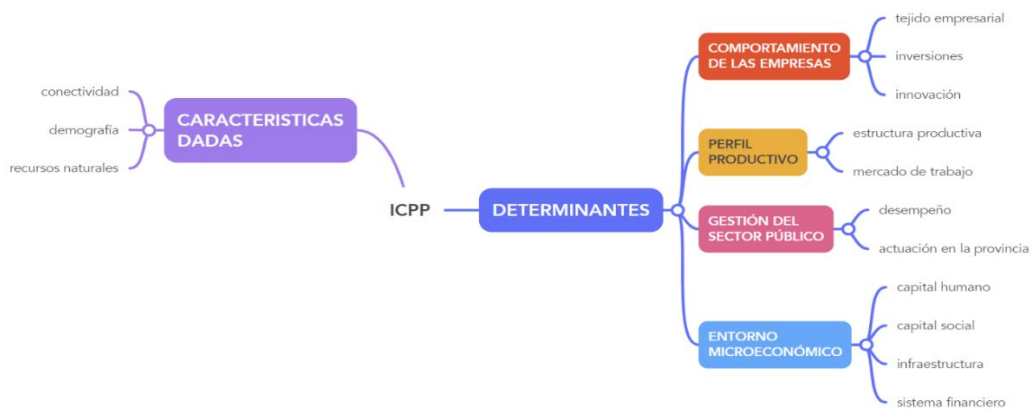 conectividad
demografía
recursos naturales
CARACTERISTICAS
DADAS
ICPP
DETERMINANTES
COMPORTAMIENTO
DE LAS EMPRESAS
tejido empresarial
inversiones
innovación
PERFIL
PRODUCTIVO
estructura productiva
mercado de trabajo
GESTIÓN DEL
SECTOR PÚBLICO
desempeño
actuación en la provincia
ENTORNO
MICROECONÓMICO
capital humano
capital social
infraestructura
sistema financiero